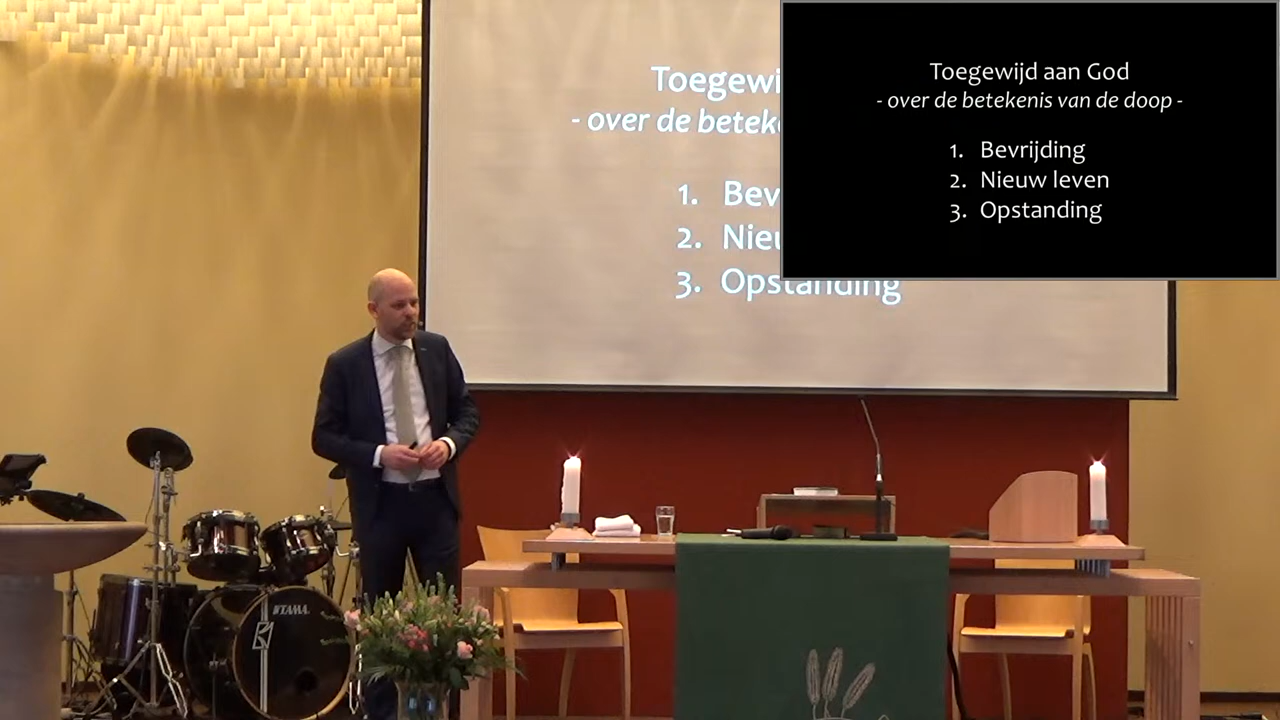 Toegewi
- over de betek
1. Bev
2. Nieu
3. Opstanding
Toegewijd aan God
- over de betekenis van de doop -
1. Bevrijding
2. Nieuw leven
3. Opstanding
TAMA